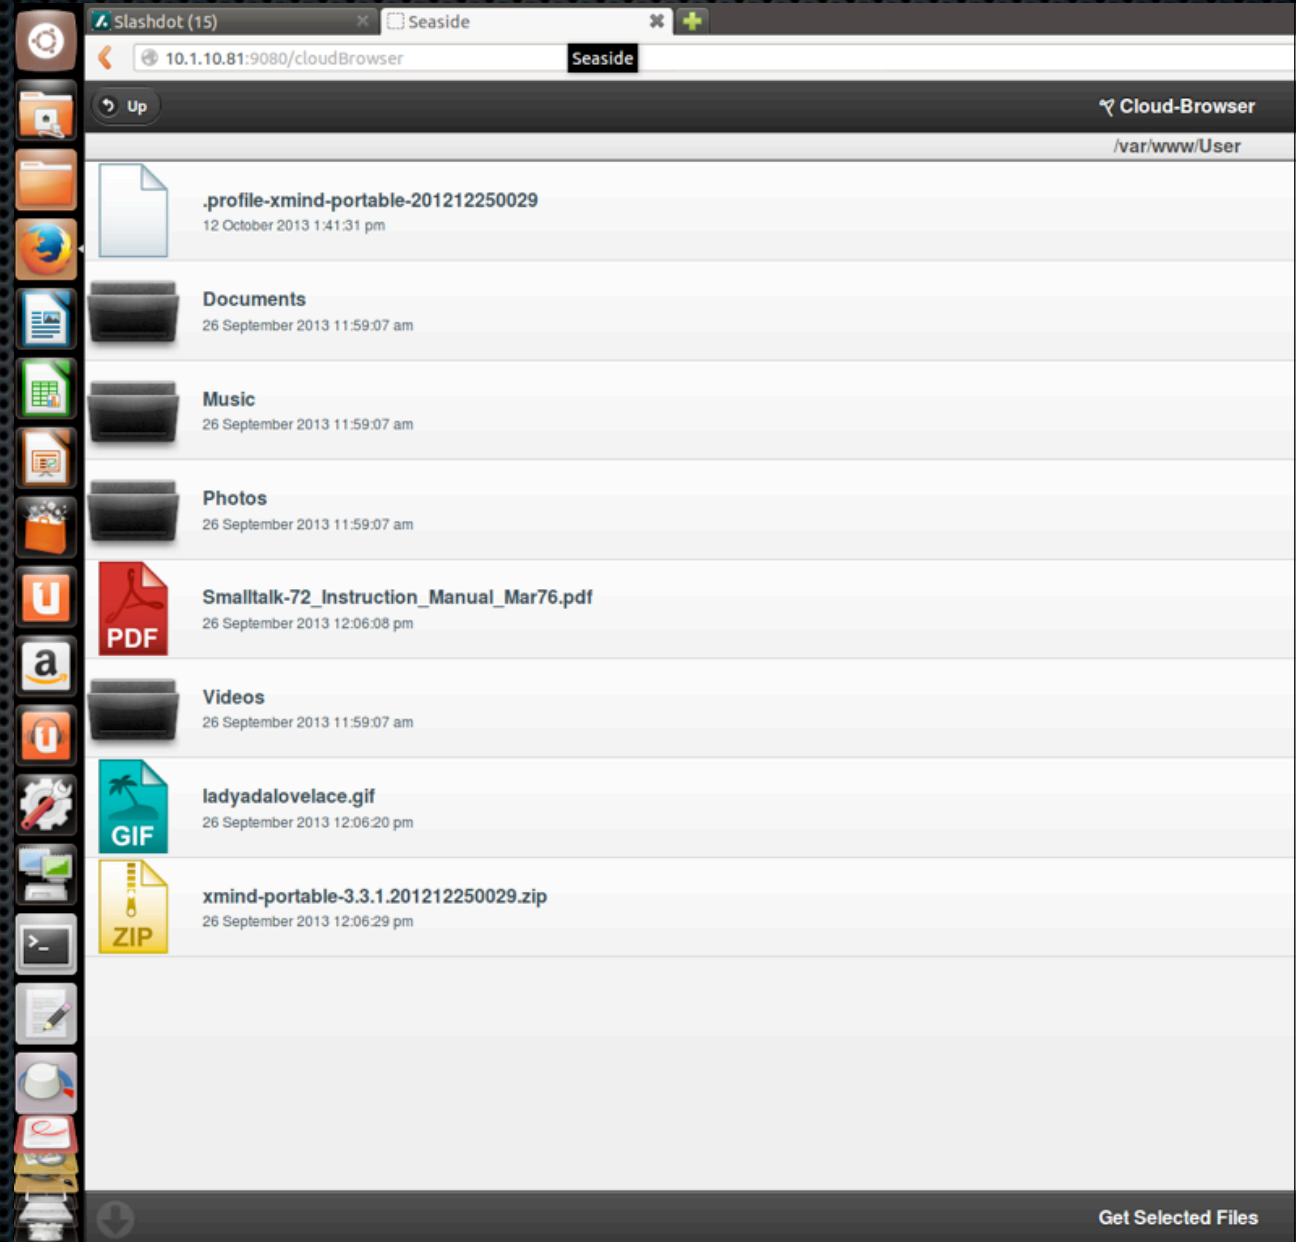 Slashdot (15)
Seaside
10.1.10.81:9080/cloudBrowser
Seaside
Up
Cloud-Browser
/var/www/User
.profile-xmind-portable-201212250029
12 October 2013 1:41:31 pm
Documents
26 September 2013 11:59:07 am
Music
26 September 2013 11:59:07 am
Photos
26 September 2013 11:59:07 am
PDF
Smalltalk-72_Instruction_Manual_Mar76.pdf
26 September 2013 12:06:08 pm
Videos
26 September 2013 11:59:07 am
GIF
ladyadalovelace.gif
26 September 2013 12:06:20 pm
ZIP
xmind-portable-3.3.1.201212250029.zip
26 September 2013 12:06:29 pm
Get Selected Files